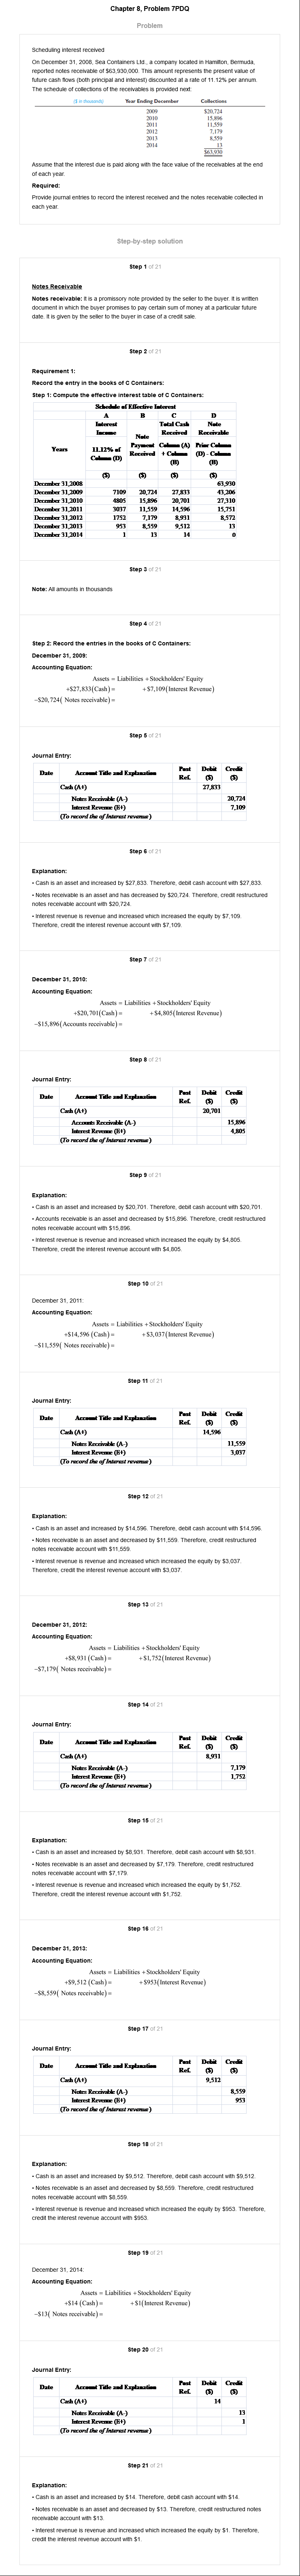 Chapter 8, Problem 7PDQ
Problem
Scheduling interest received
On December 31, 2008, Sea Containers Ltd., a company located in Hamilton, Bermuda,
reported notes receivable of $63,930,000. This amount represents the present value of
future cash flows (both principal and interest) discounted at a rate of 11.12% per annum.
The schedule of collections of the receivables is provided next:
($ in thousands) Year Ending December Collections
2009 $20,724
2010 15,896
2011 11,559
2012 7,179
2013 8,559
2014 13
$63,930
Assume that the interest due is paid along with the face value of the receivables at the end
of each year.
Required:
Provide journal entries to record the interest received and the notes receivable collected in
each year.
Step-by-step solution
Step 1 of 21
Notes Receivable
Notes receivable: It is a promissory note provided by the seller to the buyer. It is written
document in which the buyer promises to pay certain sum of money at a particular future
date. It is given by the seller to the buyer in case of a credit sale.
Step 2 of 21
Requirement 1:
Record the entry in the books of C Containers:
Step 1: Compute the effective interest table of C Containers:
Schedule of Effective Interest
A B C D
Interest Income Note Payment Received Total Cash Received Note Receivable
Years 11.12% of Column (D) Column (A) + Column (B) Prior Column (D) - Column (B)
($) ($) ($) ($)
December 31,2008 63,930
December 31,2009 7109 20,724 27,833 43,206
December 31,2010 4805 15,896 20,701 27,310
December 31,2011 3037 11,559 14,596 15,751
December 31,2012 1752 7,179 8,931 8,572
December 31,2013 953 8,559 9,512 13
December 31,2014 1 13 14 0
Step 3 of 21
Note: All amounts in thousands
Step 4 of 21
Step 2: Record the entries in the books of C Containers:
December 31, 2009:
Accounting Equation:
Assets = Liabilities +Stockholders' Equity
+$27,833(Cash) = +$7,109(Interest Revenue)
−$20,724( Notes receivable) =
Step 5 of 21
Journal Entry:
Date Account Title and Explanation Post Ref. Debit ($) Credit ($)
Cash (A+) 27,833
Notes Receivable (A-) 20,724
Interest Revenue (E+) 7,109
(To record the of Interest revenue)
Step 6 of 21
Explanation:
• Cash is an asset and increased by $27,833. Therefore, debit cash account with $27,833.
• Notes receivable is an asset and has decreased by $20,724. Therefore, credit restructured
notes receivable account with $20,724.
• Interest revenue is revenue and increased which increased the equity by $7,109.
Therefore, credit the interest revenue account with $7,109.
Step 7 of 21
December 31, 2010:
Accounting Equation:
Assets = Liabilities +Stockholders' Equity
+$20,701(Cash) = +$4,805(Interest Revenue)
−$15,896(Accounts receivable) =
Step 8 of 21
Journal Entry:
Date Account Title and Explanation Post Ref. Debit ($) Credit ($)
Cash (A+) 20,701
Accounts Receivable (A-) 15,896
Interest Revenue (E+) 4,805
(To record the of Interest revenue)
Step 9 of 21
Explanation:
• Cash is an asset and increased by $20,701. Therefore, debit cash account with $20,701.
• Accounts receivable is an asset and decreased by $15,896. Therefore, credit restructured
notes receivable account with $15,896.
• Interest revenue is revenue and increased which increased the equity by $4,805.
Therefore, credit the interest revenue account with $4,805.
Step 10 of 21
December 31, 2011:
Accounting Equation:
Assets = Liabilities +Stockholders' Equity
+$14,596 (Cash) = +$3,037(Interest Revenue)
−$11,559( Notes receivable) =
Step 11 of 21
Journal Entry:
Date Account Title and Explanation Post Ref. Debit ($) Credit ($)
Cash (A+) 14,596
Notes Receivable (A-) 11,559
Interest Revenue (E+) 3,037
(To record the of Interest revenue)
Step 12 of 21
Explanation:
• Cash is an asset and increased by $14,596. Therefore, debit cash account with $14,596.
• Notes receivable is an asset and decreased by $11,559. Therefore, credit restructured
notes receivable account with $11,559.
• Interest revenue is revenue and increased which increased the equity by $3,037.
Therefore, credit the interest revenue account with $3,037.
Step 13 of 21
December 31, 2012:
Accounting Equation:
Assets = Liabilities +Stockholders' Equity
+$8,931 (Cash) = +$1,752(Interest Revenue)
−$7,179( Notes receivable) =
Step 14 of 21
Journal Entry:
Date Account Title and Explanation Post Ref. Debit ($) Credit ($)
Cash (A+) 8,931
Notes Receivable (A-) 7,179
Interest Revenue (E+) 1,752
(To record the of Interest revenue)
Step 15 of 21
Explanation:
• Cash is an asset and increased by $8,931. Therefore, debit cash account with $8,931.
• Notes receivable is an asset and decreased by $7,179. Therefore, credit restructured
notes receivable account with $7,179.
• Interest revenue is revenue and increased which increased the equity by $1,752.
Therefore, credit the interest revenue account with $1,752.
Step 16 of 21
December 31, 2013:
Accounting Equation:
Assets = Liabilities +Stockholders' Equity
+$9,512 (Cash) = +$953(Interest Revenue)
−$8,559( Notes receivable) =
Step 17 of 21
Journal Entry:
Date Account Title and Explanation Post Ref. Debit ($) Credit ($)
Cash (A+) 9,512
Notes Receivable (A-) 8,559
Interest Revenue (E+) 953
(To record the of Interest revenue)
Step 18 of 21
Explanation:
• Cash is an asset and increased by $9,512. Therefore, debit cash account with $9,512.
• Notes receivable is an asset and decreased by $8,559. Therefore, credit restructured
notes receivable account with $8,559.
• Interest revenue is revenue and increased which increased the equity by $953. Therefore,
credit the interest revenue account with $953.
Step 19 of 21
December 31, 2014:
Accounting Equation:
Assets = Liabilities +Stockholders' Equity
+$14 (Cash) = +$1(Interest Revenue)
−$13( Notes receivable) =
Step 20 of 21
Journal Entry:
Date Account Title and Explanation Post Ref. Debit ($) Credit ($)
Cash (A+) 14
Notes Receivable (A-) 13
Interest Revenue (E+) 1
(To record the of Interest revenue)
Step 21 of 21
Explanation:
• Cash is an asset and increased by $14. Therefore, debit cash account with $14.
• Notes receivable is an asset and decreased by $13. Therefore, credit restructured notes
receivable account with $13.
• Interest revenue is revenue and increased which increased the equity by $1. Therefore,
credit the interest revenue account with $1.